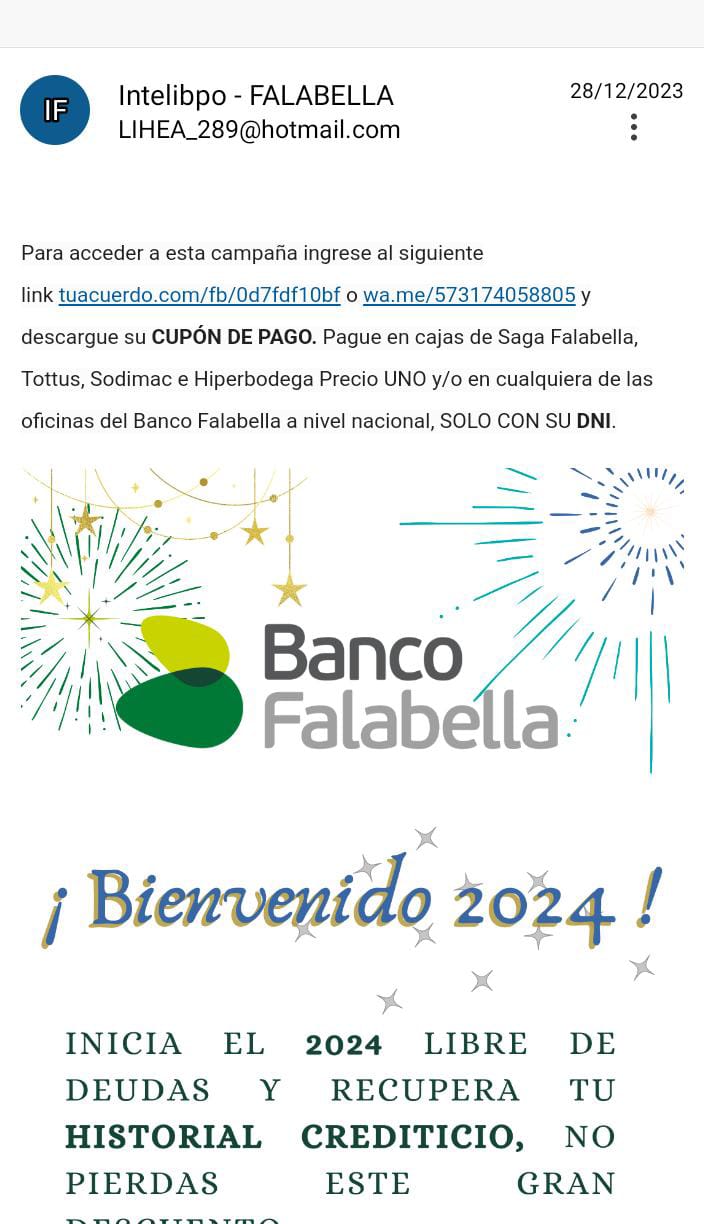 IF
Intelibpo - FALABELLA
28/12/2023
LIHEA_289@hotmail.com
Para acceder a esta campaña ingrese al siguiente
link tuacuerdo.com/fb/0d7fdf10bf o wa.me/573174058805 y
descargue su CUPÓN DE PAGO. Pague en cajas de Saga Falabella,
Tottus, Sodimac e Hiperbodega Precio UNO y/o en cualquiera de las
oficinas del Banco Falabella a nivel nacional, SOLO CON SU DNI.
Banco
Falabella
¡ Bienvenido 2024 !
INICIA EL 2024 LIBRE DE
DEUDAS Y RECUPERA TU
HISTORIAL CREDITICIO, NO
PIERDAS ESTE GRAN